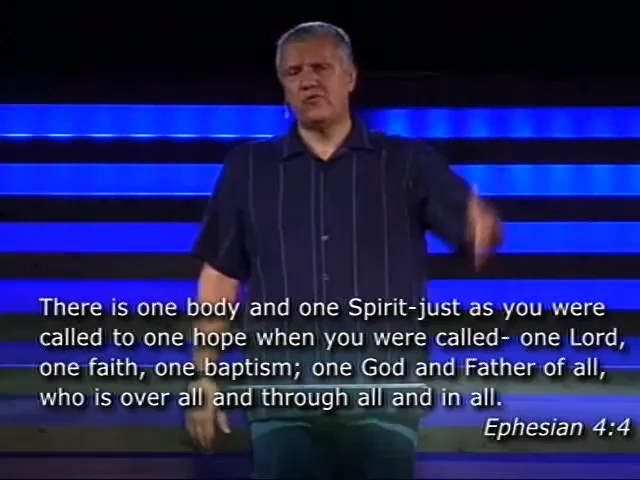 There is one body and one Spirit-just as you were
called to one hope when you were called- one Lord,
one faith, one baptism; one God and Father of all,
who is over all and through all and in all.
Ephesian 4:4